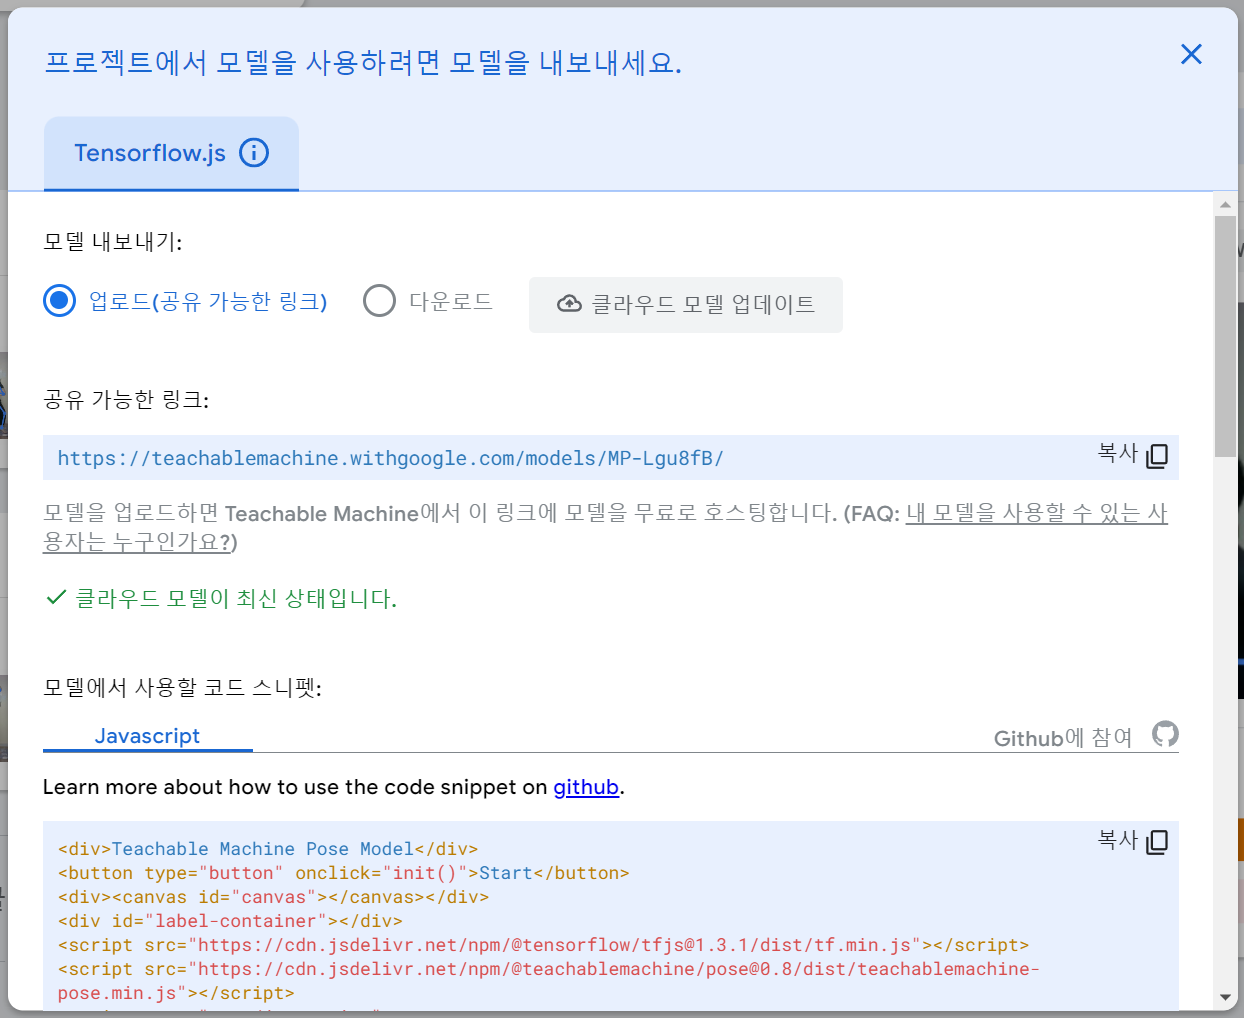 프로젝트에서 모델을 사용하려면 모델을 내보내세요.
Tensorflow.js
모델 내보내기:
업로드(공유 가능한 링크) 다운로드 클라우드 모델 업데이트
공유 가능한 링크:
https://teachablemachine.withgoogle.com/models/MP-Lgu8fB/ 복사
모델을 업로드하면 Teachable Machine에서 이 링크에 모델을 무료로 호스팅합니다. (FAQ: 내 모델을 사용할 수 있는 사
용자는 누구인가요?)
클라우드 모델이 최신 상태입니다.
모델에서 사용할 코드 스니펫:
Javascript Github에 참여
Learn more about how to use the code snippet on github.
복사
<div>Teachable Machine Pose Model</div>
<button type="button" onclick="init()">Start</button>
<div><canvas id="canvas"></canvas></div>
<div id="label-container"></div>
<script src="https://cdn.jsdelivr.net/npm/@tensorflow/tfjs@1.3.1/dist/tf.min.js"></script>
<script src="https://cdn.jsdelivr.net/npm/@teachablemachine/pose@0.8/dist/teachablemachine-
pose.min.js"></script>